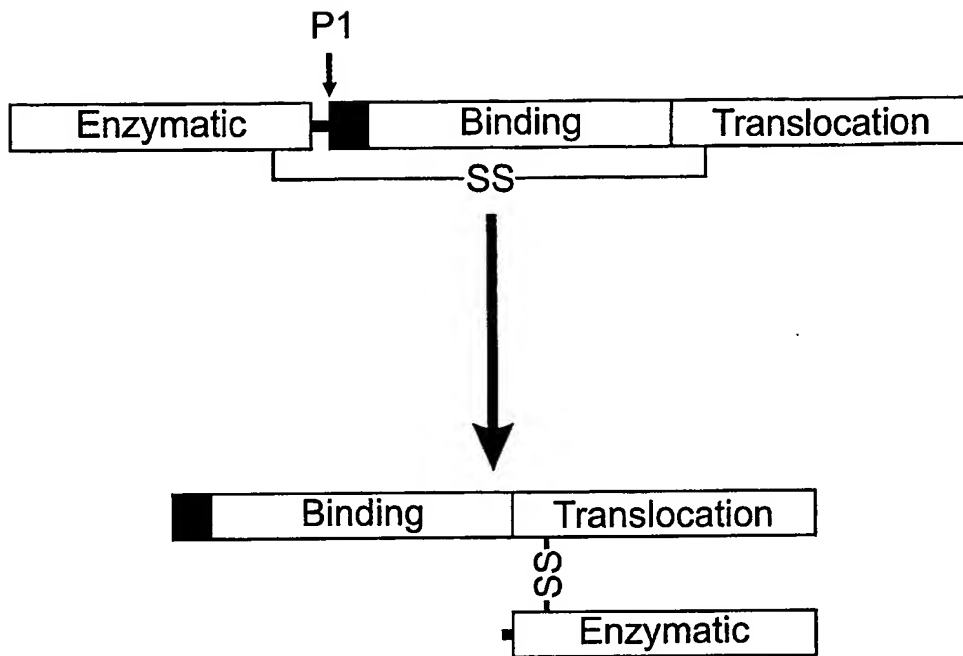 P1
Enzymatic Binding Translocation
SS
Binding Translocation
SS
Enzymatic